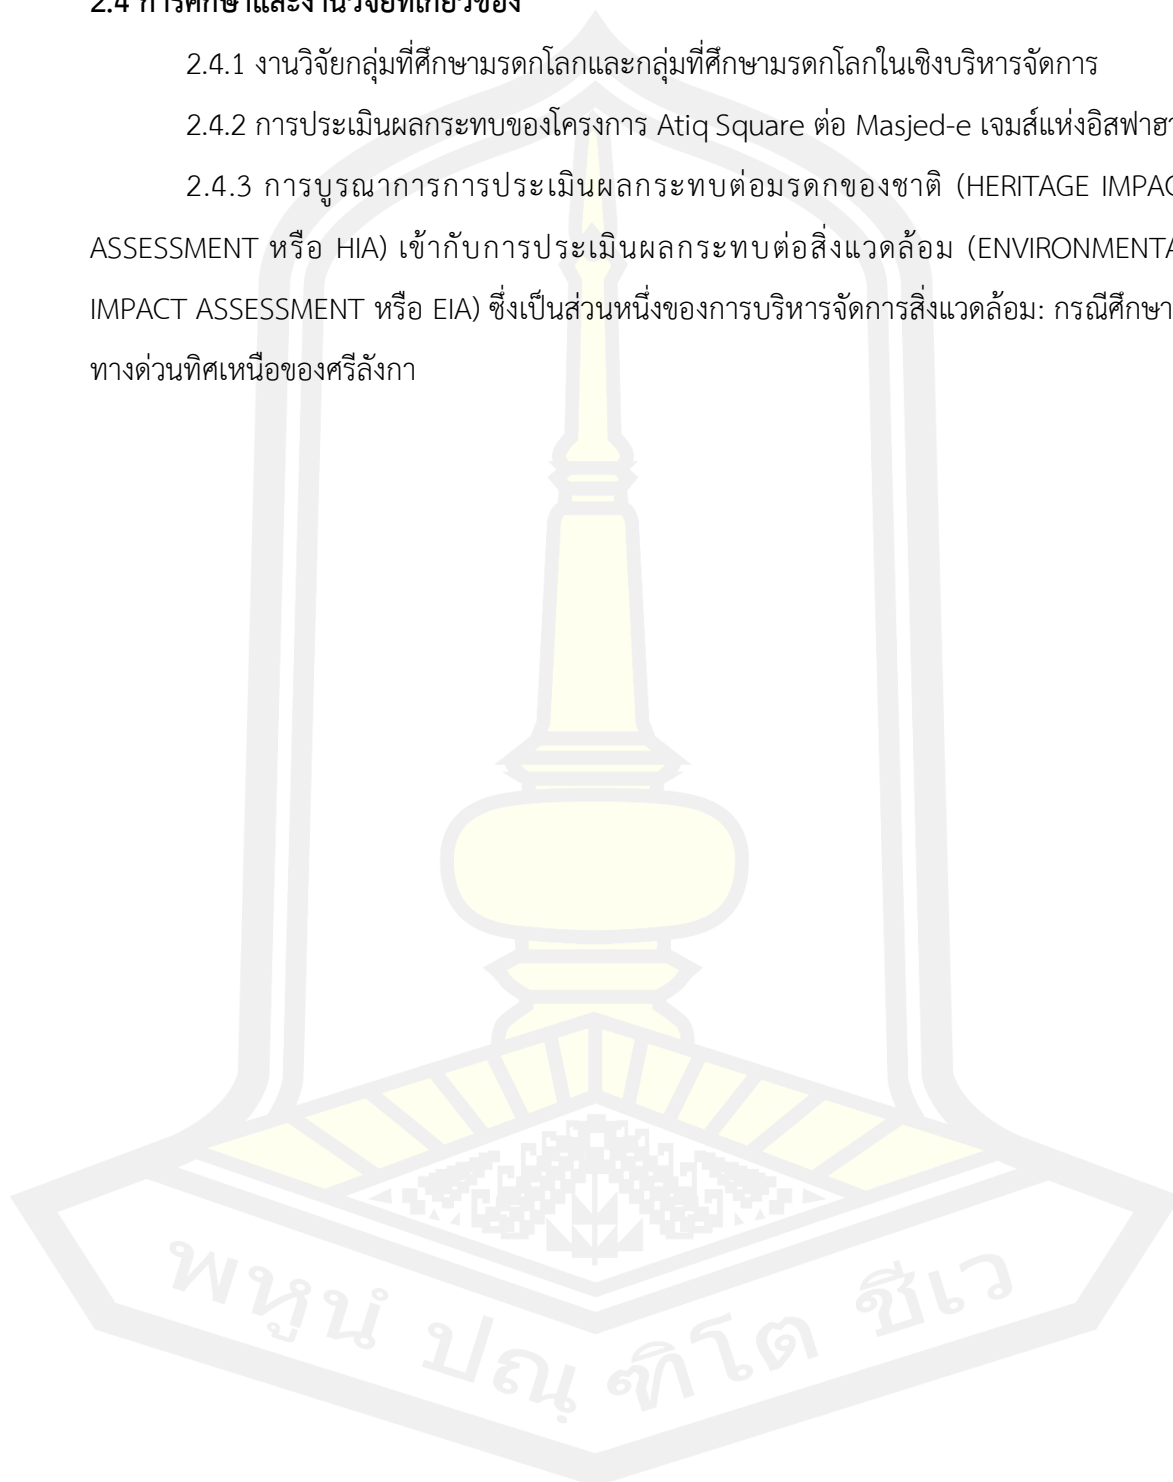 2.4 การศึกษาและงานวิจัยที่เกี่ยวข้อง
2.4.1 งานวิจัยกลุ่มที่ศึกษามรดกโลกและกลุ่มที่ศึกษามรดกโลกในเชิงบริหารจัดการ
2.4.2 การประเมินผลกระทบของโครงการ Atiq Square ต่อ Masjed-e เจมส์แห่ง
2.4.3 การบูรณาการการประเมินผลกระทบต่อมรดกของชาติ (HERITAGE
ASSESSMENT หรือ HIA) เข้ากับการประเมินผลกระทบต่อสิ่งแวดล้อม
IMPACT ASSESSMENT หรือ EIA) ซึ่งเป็นส่วนหนึ่งของการบริหารจัดการสิ่งแวดล้อม: กรณีศึกษา
ทางด่วนทิศเหนือของศรีลังกา
พหูนํ ปณฺฑิโต ชีเว